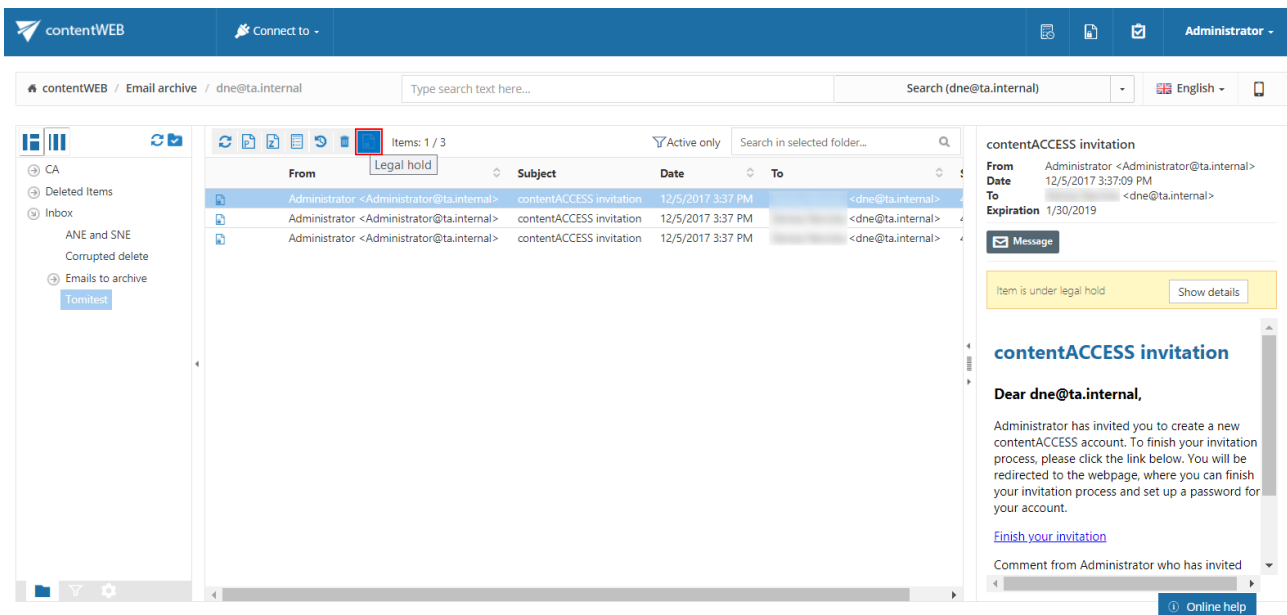 contentWEB
Connect to
Administrator
contentWEB / Email archive / dne@ta.internal
Type search text here...
Search (dne@ta.internal)
English
Items: 1 / 3
Active only
Search in selected folder...
Legal hold
CA
Deleted Items
Inbox
ANE and SNE
Corrupted delete
Emails to archive
Tomitest
From Subject Date To
Administrator <Administrator@ta.internal> contentACCESS invitation 12/5/2017 3:37 PM <dne@ta.internal>
Administrator <Administrator@ta.internal> contentACCESS invitation 12/5/2017 3:37 PM <dne@ta.internal>
Administrator <Administrator@ta.internal> contentACCESS invitation 12/5/2017 3:37 PM <dne@ta.internal>
contentACCESS invitation
From Administrator <Administrator@ta.internal>
Date 12/5/2017 3:37:09 PM
To <dne@ta.internal>
Expiration 1/30/2019
Message
Item is under legal hold
Show details
contentACCESS invitation
Dear dne@ta.internal,
Administrator has invited you to create a new
contentACCESS account. To finish your invitation
process, please click the link below. You will be
redirected to the webpage, where you can finish
your invitation process and set up a password for
your account.
Finish your invitation
Comment from Administrator who has invited
Online help